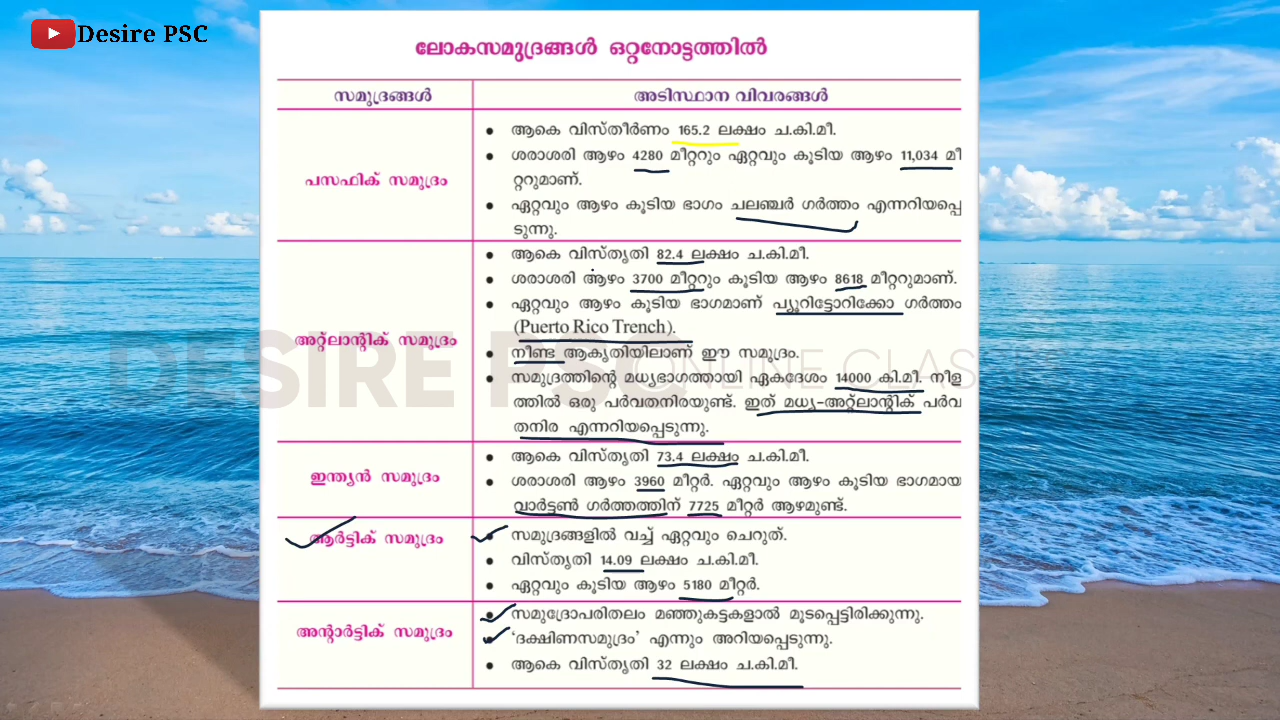 Desire PSC
ലോകസമുദ്രങ്ങൾ ഒറ്റനോട്ടത്തിൽ
സമുദ്രങ്ങൾ
അടിസ്ഥാന വിവരങ്ങൾ
പസഫിക് സമുദ്രം
• ആകെ വിസ്തീർണം 165.2 ലക്ഷം ച.കി.മീ.
• ശരാശരി ആഴം 4280 മീറ്ററും ഏറ്റവും കൂടിയ ആഴം 11,034 മീ
റ്ററുമാണ്.
• ഏറ്റവും ആഴം കൂടിയ ഭാഗം ചലഞ്ചർ ഗർത്തം എന്നറിയപ്പെ
ടുന്നു.
അറ്റ്‌ലാന്റിക് സമുദ്രം
• ആകെ വിസ്തൃതി 82.4 ലക്ഷം ച.കി.മീ.
• ശരാശരി ആഴം 3700 മീറ്ററും കൂടിയ ആഴം 8618 മീറ്ററുമാണ്.
• ഏറ്റവും ആഴം കൂടിയ ഭാഗമാണ് പ്യൂറിട്ടോറിക്കോ ഗർത്തം
(Puerto Rico Trench).
• നീണ്ട ആകൃതിയിലാണ് ഈ സമുദ്രം.
• സമുദ്രത്തിന്റെ മധ്യഭാഗത്തായി ഏകദേശം 14000 കി.മീ. നീള
ത്തിൽ ഒരു പർവതനിരയുണ്ട്. ഇത് മധ്യ-അറ്റ്‌ലാന്റിക് പർവ
തനിര എന്നറിയപ്പെടുന്നു.
ഇന്ത്യൻ സമുദ്രം
• ആകെ വിസ്തൃതി 73.4 ലക്ഷം ച.കി.മീ.
• ശരാശരി ആഴം 3960 മീറ്റർ. ഏറ്റവും ആഴം കൂടിയ ഭാഗമായ
വാർട്ടൺ ഗർത്തത്തിന് 7725 മീറ്റർ ആഴമുണ്ട്.
ആർട്ടിക് സമുദ്രം
• സമുദ്രങ്ങളിൽ വച്ച് ഏറ്റവും ചെറുത്.
• വിസ്തൃതി 14.09 ലക്ഷം ച.കി.മീ.
• ഏറ്റവും കൂടിയ ആഴം 5180 മീറ്റർ.
അന്റാർട്ടിക് സമുദ്രം
• സമുദ്രോപരിതലം മഞ്ഞുകട്ടകളാൽ മൂടപ്പെട്ടിരിക്കുന്നു.
• ‘ദക്ഷിണസമുദ്രം’ എന്നും അറിയപ്പെടുന്നു.
• ആകെ വിസ്തൃതി 32 ലക്ഷം ച.കി.മീ.
DESIRE PSC ONLINE CLASS